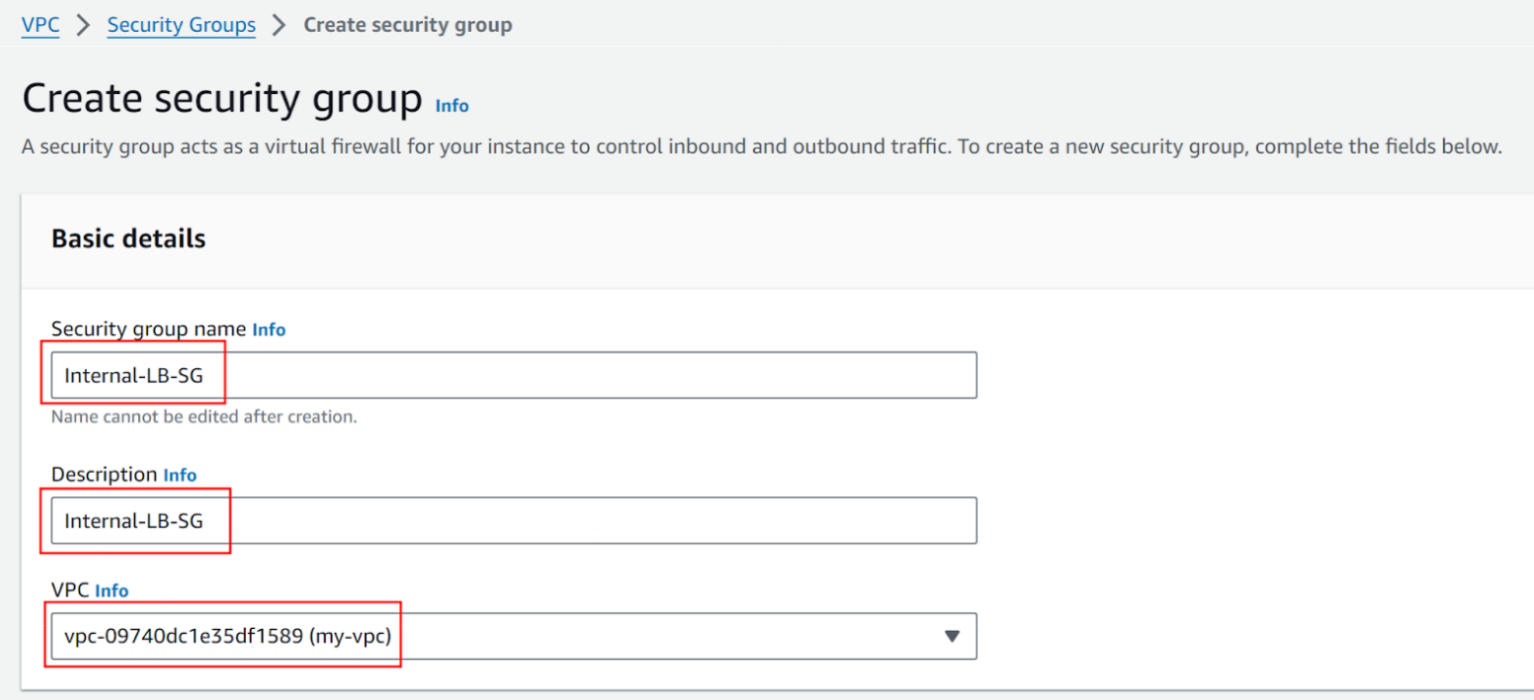 VPC > Security Groups > Create security group
Create security group Info
A security group acts as a virtual firewall for your instance to control inbound and outbound traffic. To create a new security group, complete the fields below.
Basic details
Security group name Info
Internal-LB-SG
Name cannot be edited after creation.
Description Info
Internal-LB-SG
VPC Info
vpc-09740dc1e35df1589 (my-vpc)